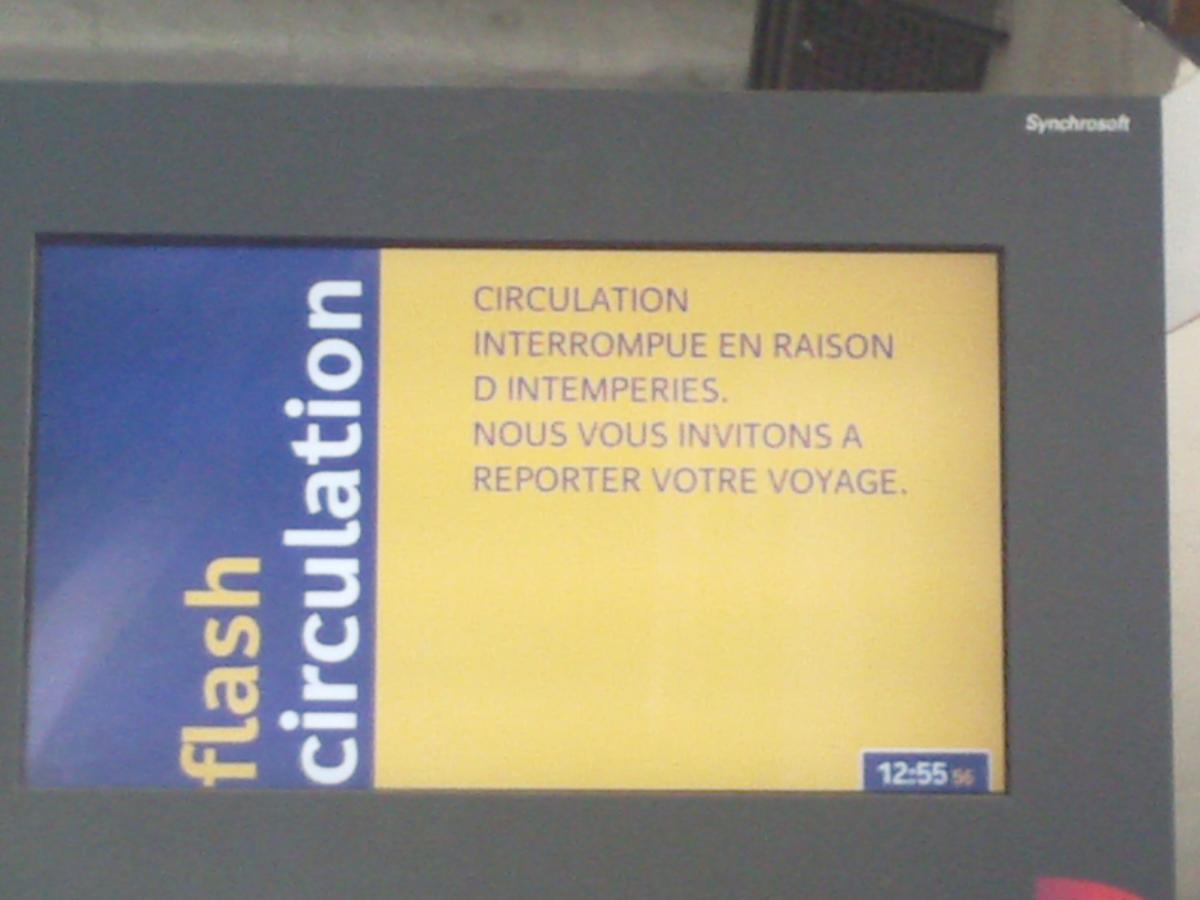 Synchrosoft
flash
circulation
CIRCULATION
INTERROMPUE EN RAISON
D INTEMPERIES.
NOUS VOUS INVITONS A
REPORTER VOTRE VOYAGE.
12:55 56